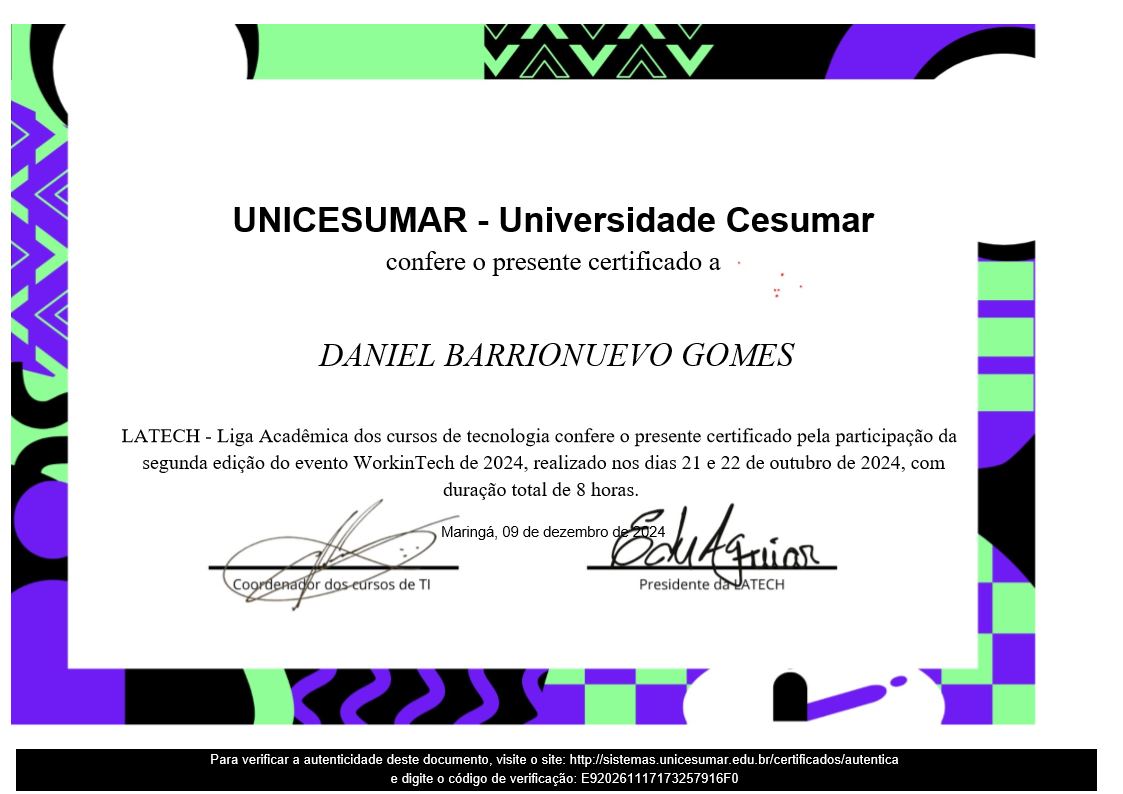 UNICESUMAR - Universidade Cesumar
confere o presente certificado a
DANIEL BARRIONUEVO GOMES
LATECH - Liga Acadêmica dos cursos de tecnologia confere o presente certificado pela participação da
segunda edição do evento WorkinTech de 2024, realizado nos dias 21 e 22 de outubro de 2024, com
duração total de 8 horas.
Maringá, 09 de dezembro de 2024
Edu Aguiar
Coordenador dos cursos de TI
Presidente da LATECH
Para verificar a autenticidade deste documento, visite o site: http://sistemas.unicesumar.edu.br/certificados/autentica
e digite o código de verificação: E920261117173257916F0